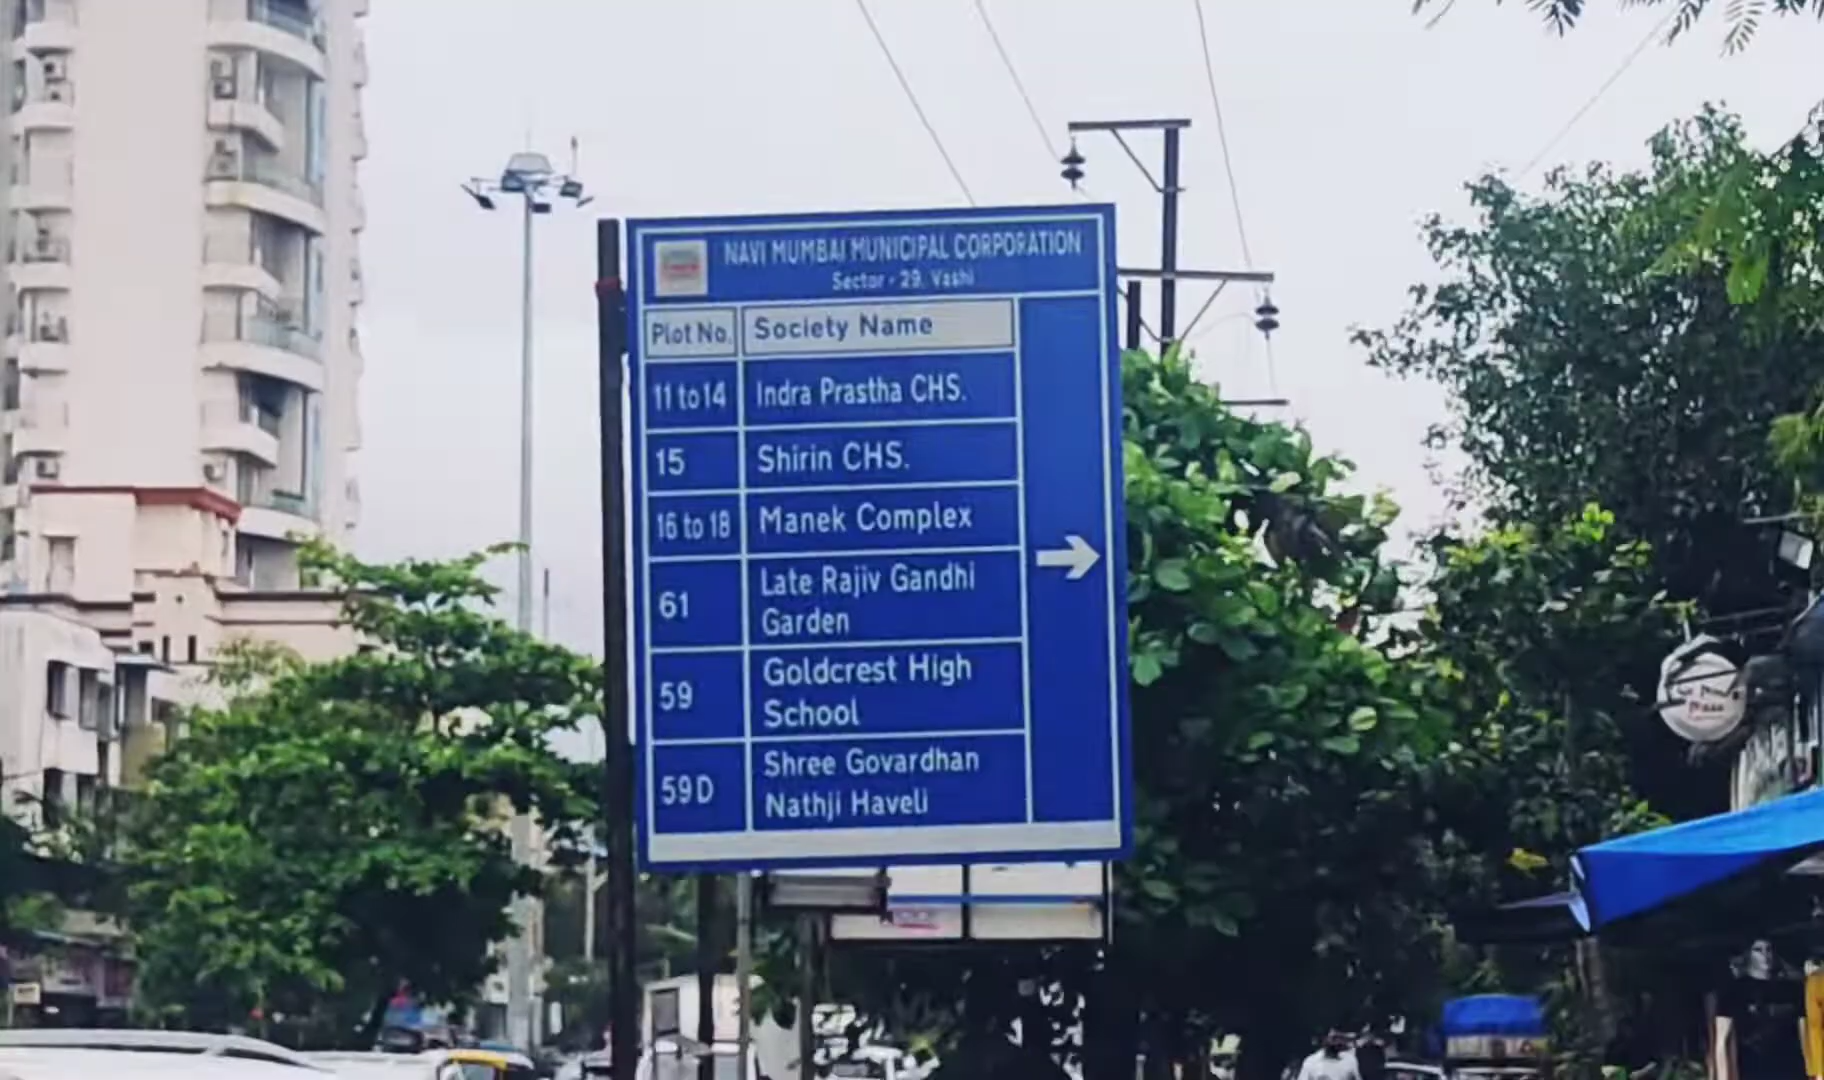 NAVI MUMBAI MUNICIPAL CORPORATION
Sector - 29, Vashi
Plot No. Society Name
11 to 14 Indra Prastha CHS.
15 Shirin CHS.
16 to 18 Manek Complex
61 Late Rajiv Gandhi
Garden
59 Goldcrest High
School
59D Shree Govardhan
Nathji Haveli